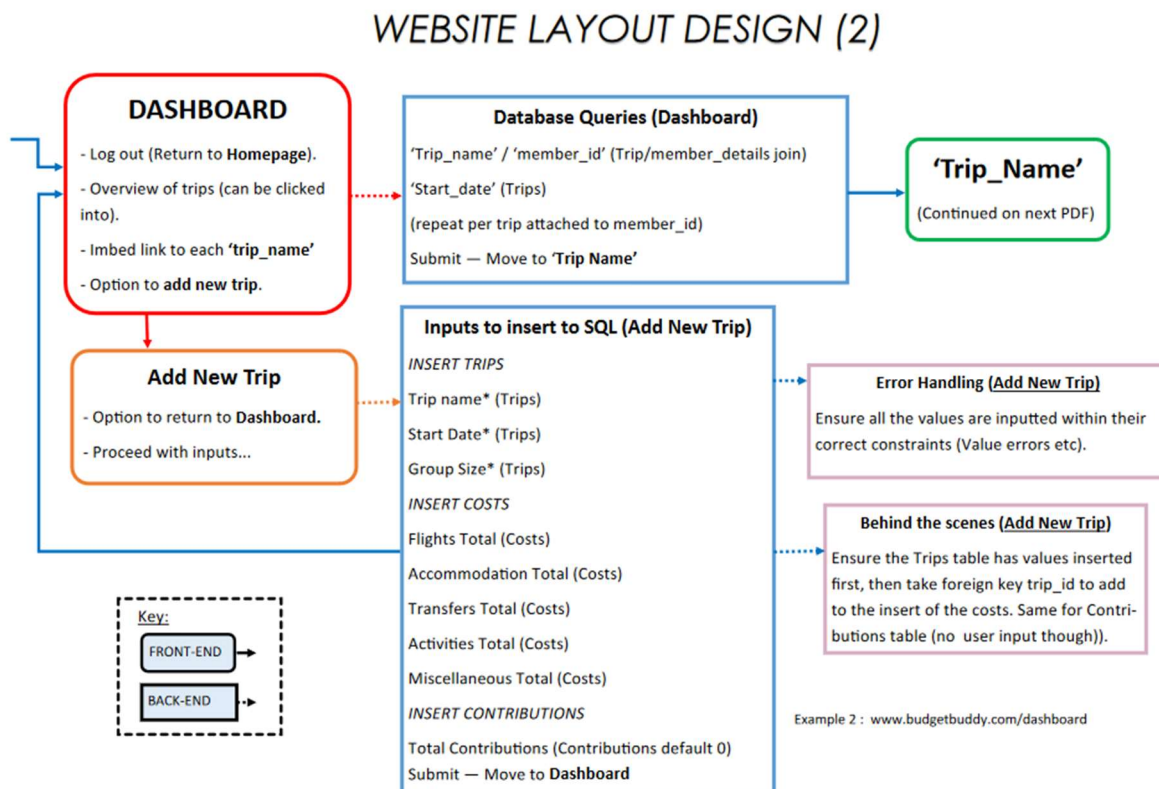 WEBSITE LAYOUT DESIGN (2)
DASHBOARD
- Log out (Return to Homepage).
- Overview of trips (can be clicked
into).
- Imbed link to each ‘trip_name’
- Option to add new trip.
Database Queries (Dashboard)
‘Trip_name’ / ‘member_id’ (Trip/member_details join)
‘Start_date’ (Trips)
(repeat per trip attached to member_id)
Submit — Move to ‘Trip Name’
‘Trip_Name’
(Continued on next PDF)
Add New Trip
- Option to return to Dashboard.
- Proceed with inputs...
Inputs to insert to SQL (Add New Trip)
INSERT TRIPS
Trip name* (Trips)
Start Date* (Trips)
Group Size* (Trips)
INSERT COSTS
Flights Total (Costs)
Accommodation Total (Costs)
Transfers Total (Costs)
Activities Total (Costs)
Miscellaneous Total (Costs)
INSERT CONTRIBUTIONS
Total Contributions (Contributions default 0)
Submit — Move to Dashboard
Error Handling (Add New Trip)
Ensure all the values are inputted within their
correct constraints (Value errors etc).
Behind the scenes (Add New Trip)
Ensure the Trips table has values inserted
first, then take foreign key trip_id to add
to the insert of the costs. Same for Contri-
butions table (no user input though)).
Key:
FRONT-END
BACK-END
Example 2 : www.budgetbuddy.com/dashboard